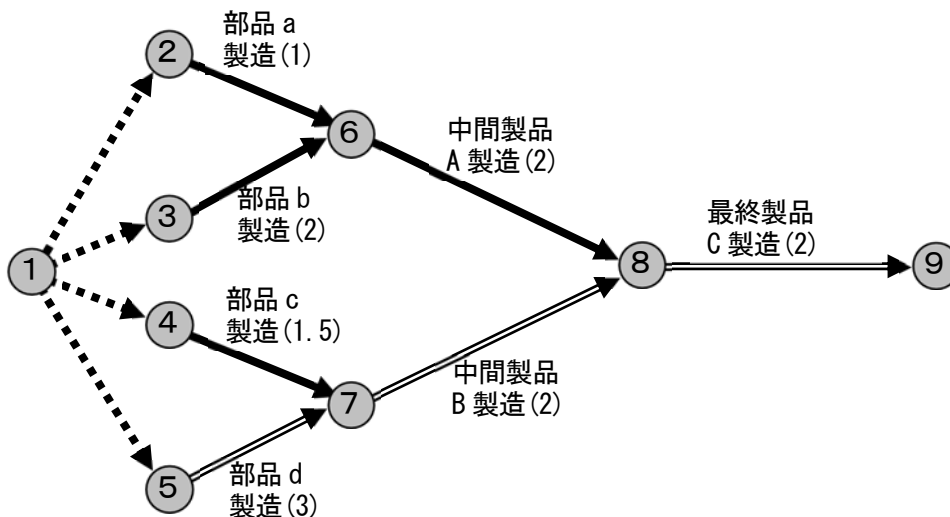 部品 a
製造(1)
2
6
中間製品
A 製造(2)
3
部品 b
製造(2)
最終製品
C 製造(2)
1
8
9
部品 c
製造(1.5)
4
中間製品
B 製造(2)
7
5
部品 d
製造(3)